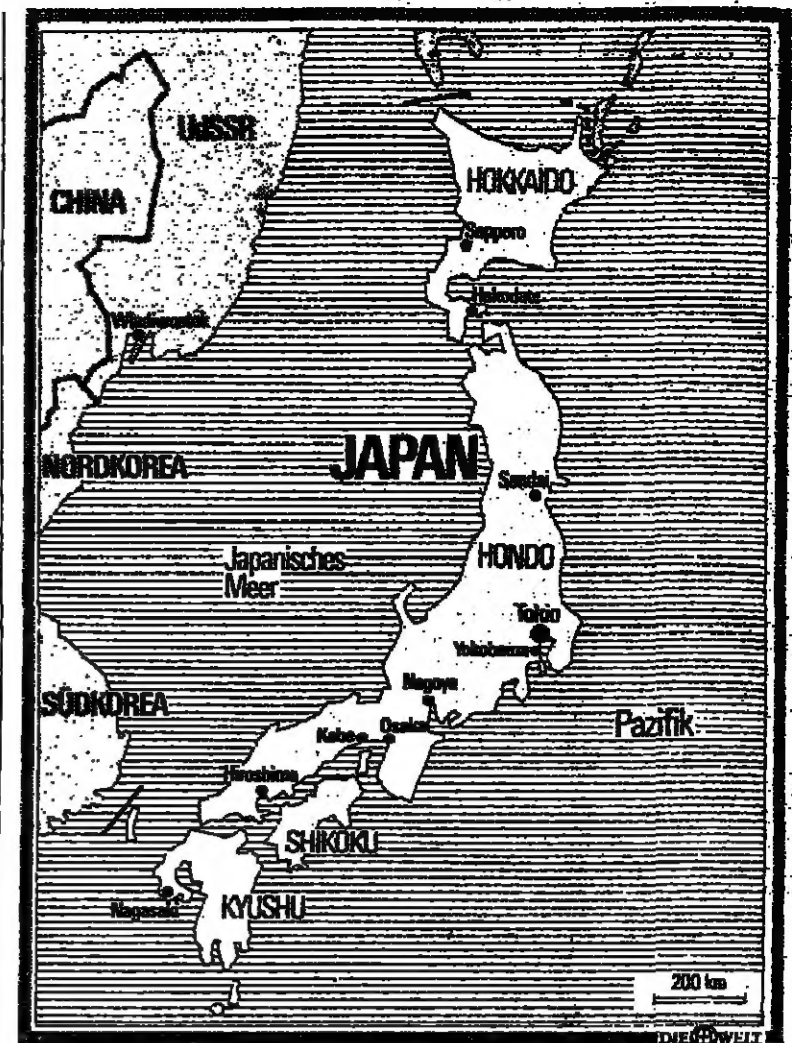 UdSSR
CHINA
HOKKAIDO
Sapporo
Hakodate
Wladiwostok
NORDKOREA
JAPAN
Sendai
Japanisches
Meer
HONDO
Tokio
Yokohama
Nagoya
SÜDKOREA
Pazifik
Kobe
Osaka
Hiroshima
SHIKOKU
Nagasaki
KYUSHU
200 km
DIE WELT